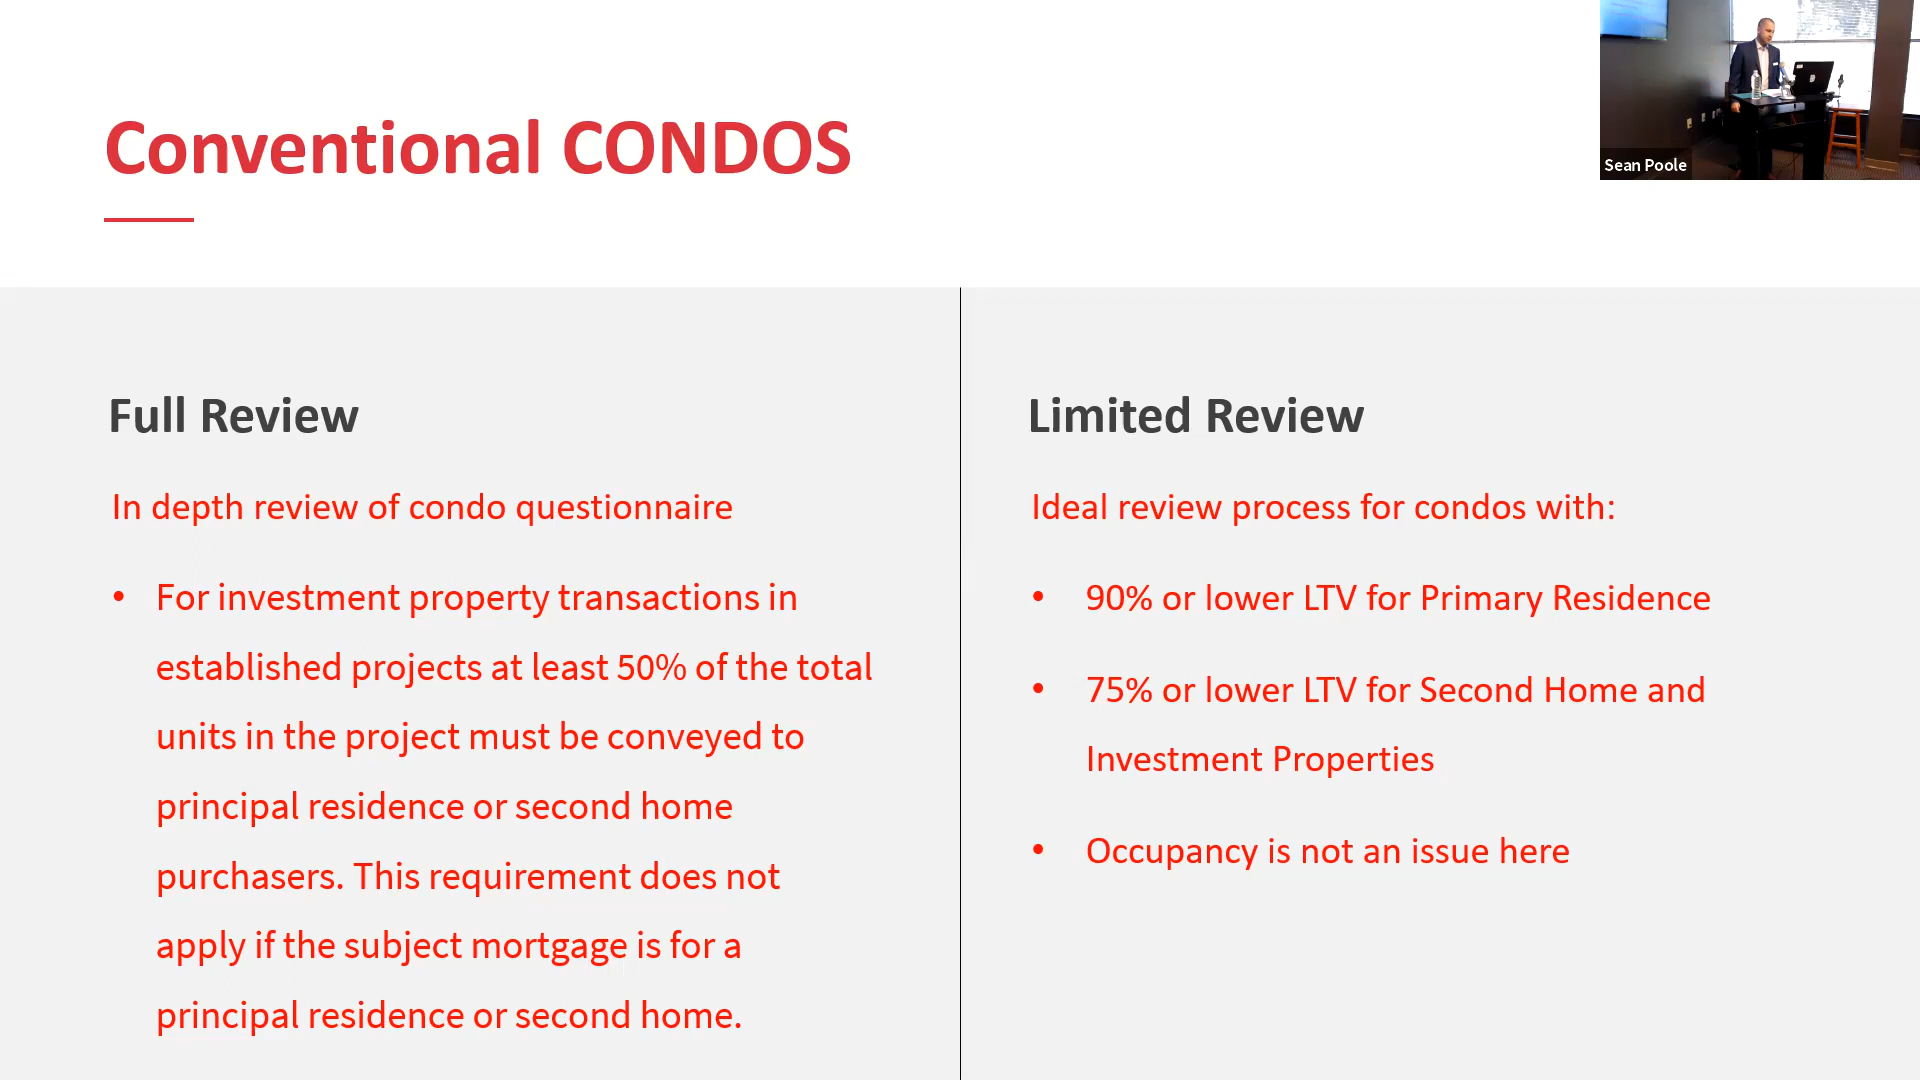 Conventional CONDOS
Sean Poole
Full Review
In depth review of condo questionnaire
• For investment property transactions in
established projects at least 50% of the total
units in the project must be conveyed to
principal residence or second home
purchasers. This requirement does not
apply if the subject mortgage is for a
principal residence or second home.
Limited Review
Ideal review process for condos with:
• 90% or lower LTV for Primary Residence
• 75% or lower LTV for Second Home and
Investment Properties
• Occupancy is not an issue here